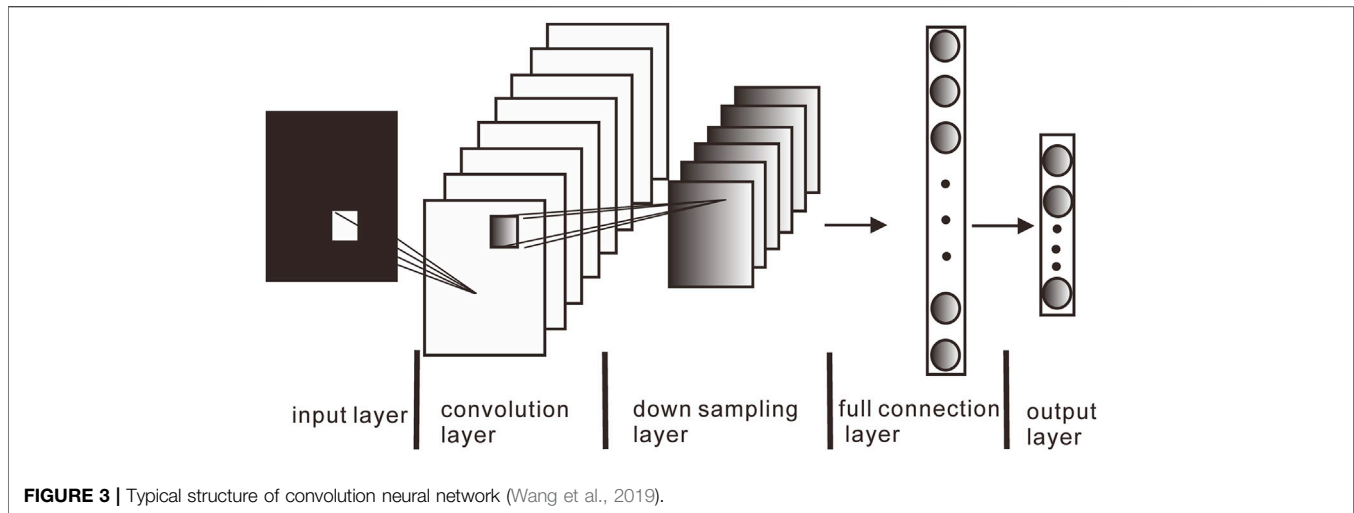 input layer
convolution
layer
down sampling
layer
full connection
layer
output
layer
FIGURE 3 | Typical structure of convolution neural network (Wang et al., 2019).